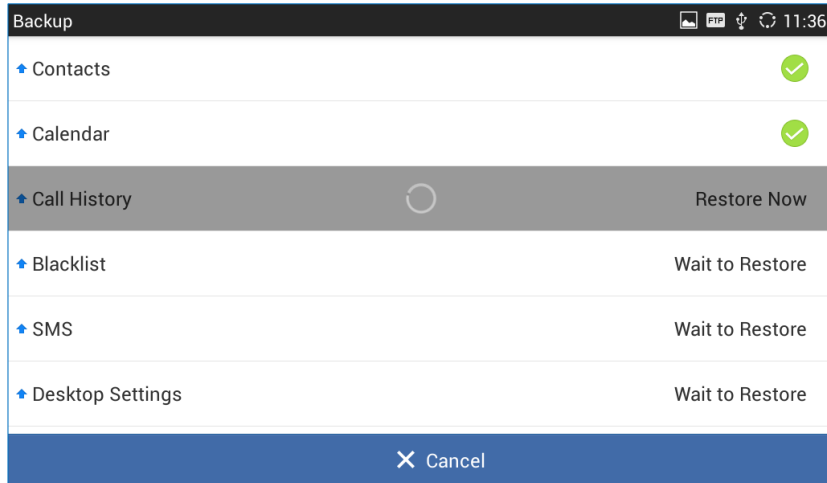 Backup FTP 11:36
Contacts
Calendar
Call History Restore Now
Blacklist Wait to Restore
SMS Wait to Restore
Desktop Settings Wait to Restore
Cancel